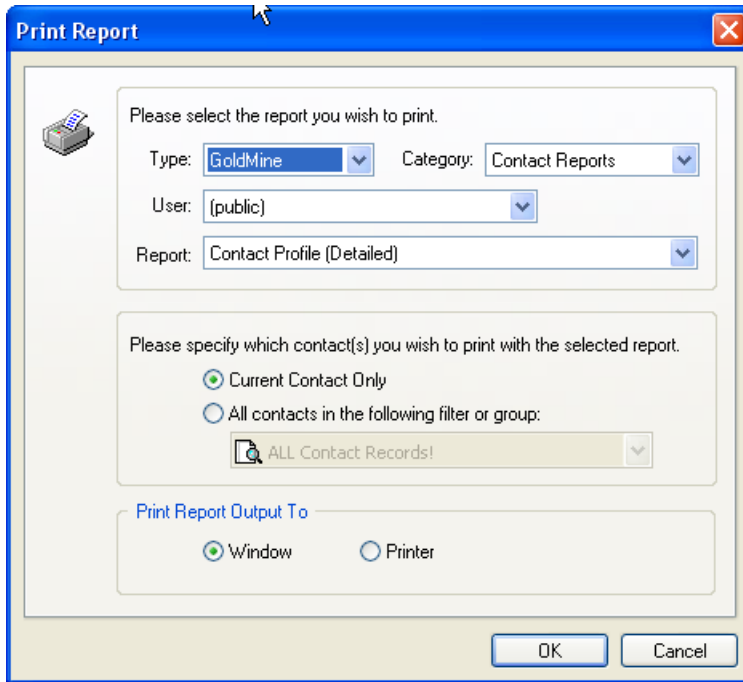 Print Report
Please select the report you wish to print.
Type: GoldMine Category: Contact Reports
User: (public)
Report: Contact Profile (Detailed)
Please specify which contact(s) you wish to print with the selected report.
Current Contact Only
All contacts in the following filter or group:
ALL Contact Records!
Print Report Output To
Window Printer
OK Cancel